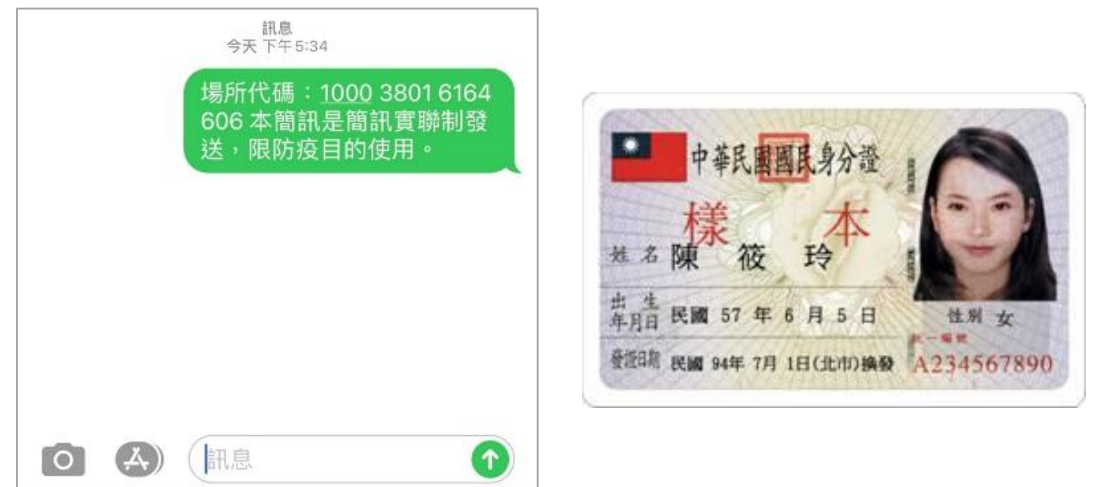 訊息
今天 下午5:34
場所代碼：1000 3801 6164
606 本簡訊是簡訊實聯制發
送，限防疫目的使用。
訊息
中華民國國民身分證
樣 本
姓名 陳 筱 玲
出生
年月日 民國 57 年 6 月 5 日
性別 女
統一編號
發證日期 民國 94年 7月 1日(北市)換發
A234567890